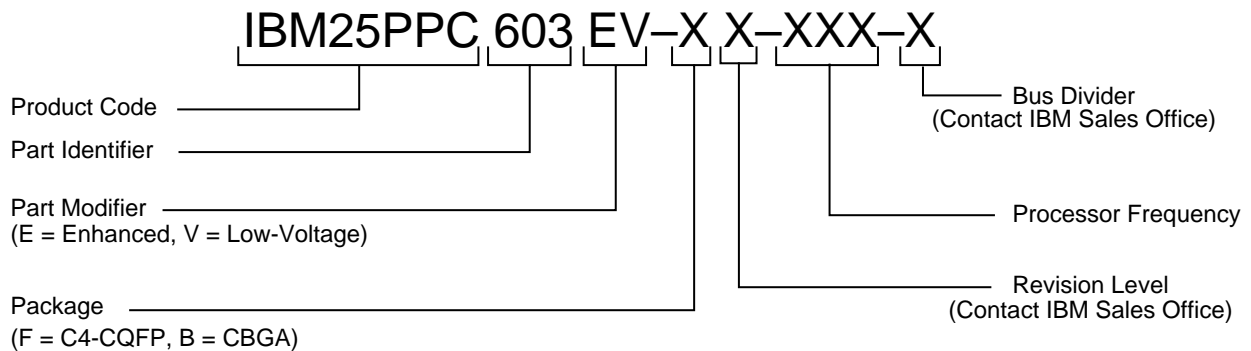 IBM25PPC 603 EV–X X–XXX–X
Product Code
Part Identifier
Part Modifier
(E = Enhanced, V = Low-Voltage)
Package
(F = C4-CQFP, B = CBGA)
Bus Divider
(Contact IBM Sales Office)
Processor Frequency
Revision Level
(Contact IBM Sales Office)